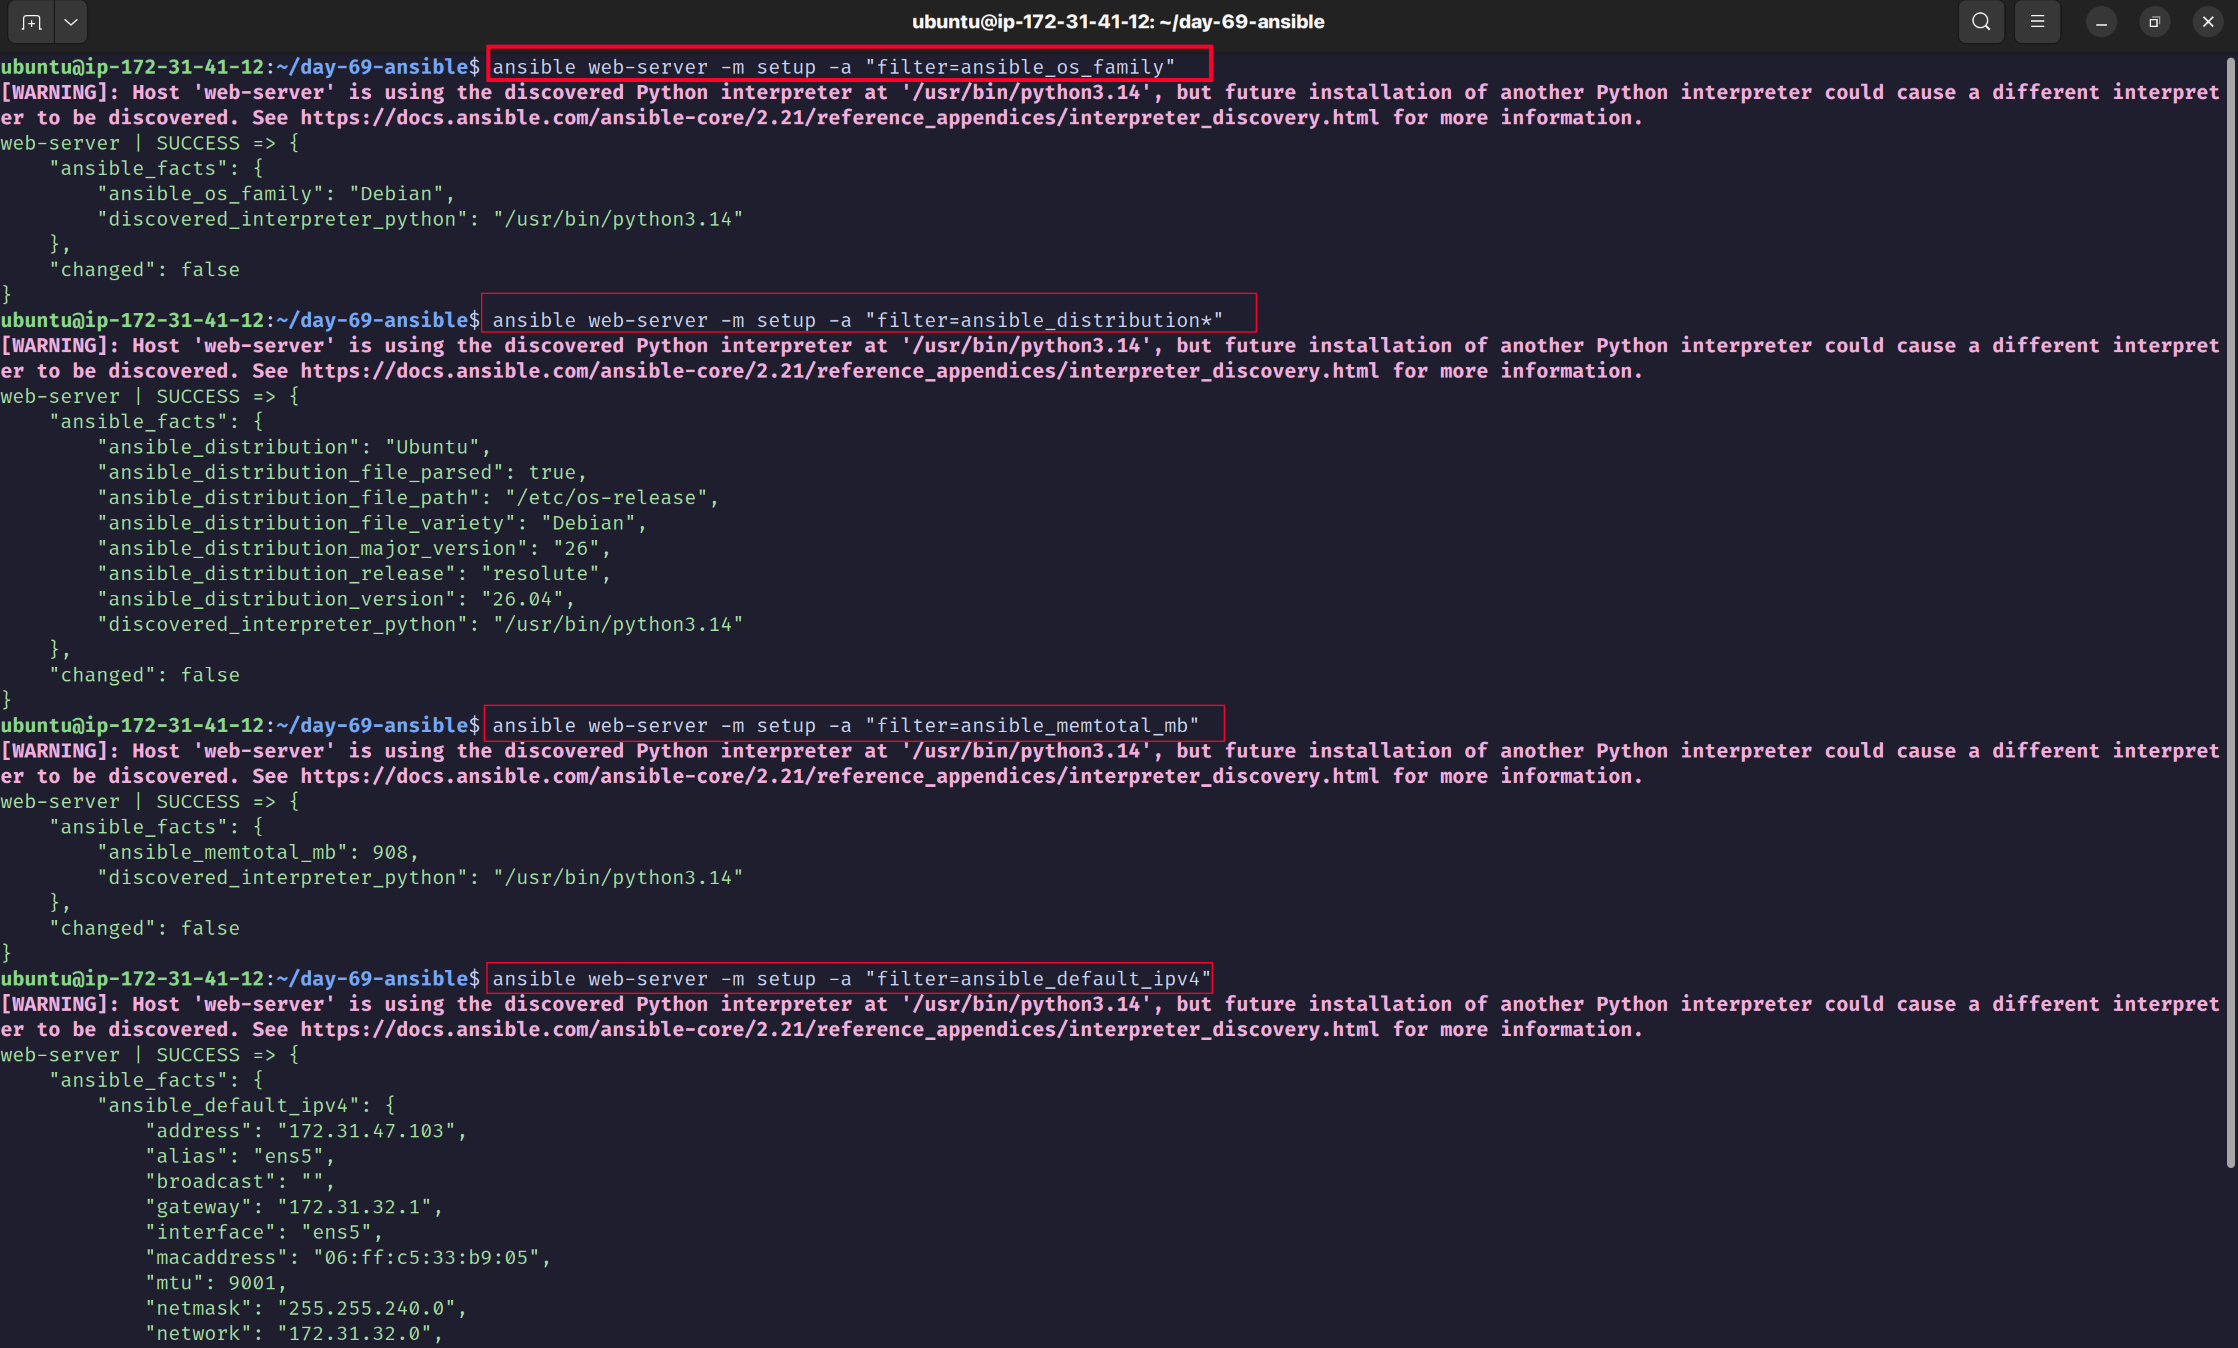 ubuntu@ip-172-31-41-12: ~/day-69-ansible
ubuntu@ip-172-31-41-12:~/day-69-ansible$ ansible web-server -m setup -a "filter=ansible_os_family"
[WARNING]: Host 'web-server' is using the discovered Python interpreter at '/usr/bin/python3.14', but future installation of another Python interpreter could cause a different interpret
er to be discovered. See https://docs.ansible.com/ansible-core/2.21/reference_appendices/interpreter_discovery.html for more information.
web-server | SUCCESS => {
    "ansible_facts": {
        "ansible_os_family": "Debian",
        "discovered_interpreter_python": "/usr/bin/python3.14"
    },
    "changed": false
}
ubuntu@ip-172-31-41-12:~/day-69-ansible$ ansible web-server -m setup -a "filter=ansible_distribution*"
[WARNING]: Host 'web-server' is using the discovered Python interpreter at '/usr/bin/python3.14', but future installation of another Python interpreter could cause a different interpret
er to be discovered. See https://docs.ansible.com/ansible-core/2.21/reference_appendices/interpreter_discovery.html for more information.
web-server | SUCCESS => {
    "ansible_facts": {
        "ansible_distribution": "Ubuntu",
        "ansible_distribution_file_parsed": true,
        "ansible_distribution_file_path": "/etc/os-release",
        "ansible_distribution_file_variety": "Debian",
        "ansible_distribution_major_version": "26",
        "ansible_distribution_release": "resolute",
        "ansible_distribution_version": "26.04",
        "discovered_interpreter_python": "/usr/bin/python3.14"
    },
    "changed": false
}
ubuntu@ip-172-31-41-12:~/day-69-ansible$ ansible web-server -m setup -a "filter=ansible_memtotal_mb"
[WARNING]: Host 'web-server' is using the discovered Python interpreter at '/usr/bin/python3.14', but future installation of another Python interpreter could cause a different interpret
er to be discovered. See https://docs.ansible.com/ansible-core/2.21/reference_appendices/interpreter_discovery.html for more information.
web-server | SUCCESS => {
    "ansible_facts": {
        "ansible_memtotal_mb": 908,
        "discovered_interpreter_python": "/usr/bin/python3.14"
    },
    "changed": false
}
ubuntu@ip-172-31-41-12:~/day-69-ansible$ ansible web-server -m setup -a "filter=ansible_default_ipv4"
[WARNING]: Host 'web-server' is using the discovered Python interpreter at '/usr/bin/python3.14', but future installation of another Python interpreter could cause a different interpret
er to be discovered. See https://docs.ansible.com/ansible-core/2.21/reference_appendices/interpreter_discovery.html for more information.
web-server | SUCCESS => {
    "ansible_facts": {
        "ansible_default_ipv4": {
            "address": "172.31.47.103",
            "alias": "ens5",
            "broadcast": "",
            "gateway": "172.31.32.1",
            "interface": "ens5",
            "macaddress": "06:ff:c5:33:b9:05",
            "mtu": 9001,
            "netmask": "255.255.240.0",
            "network": "172.31.32.0",